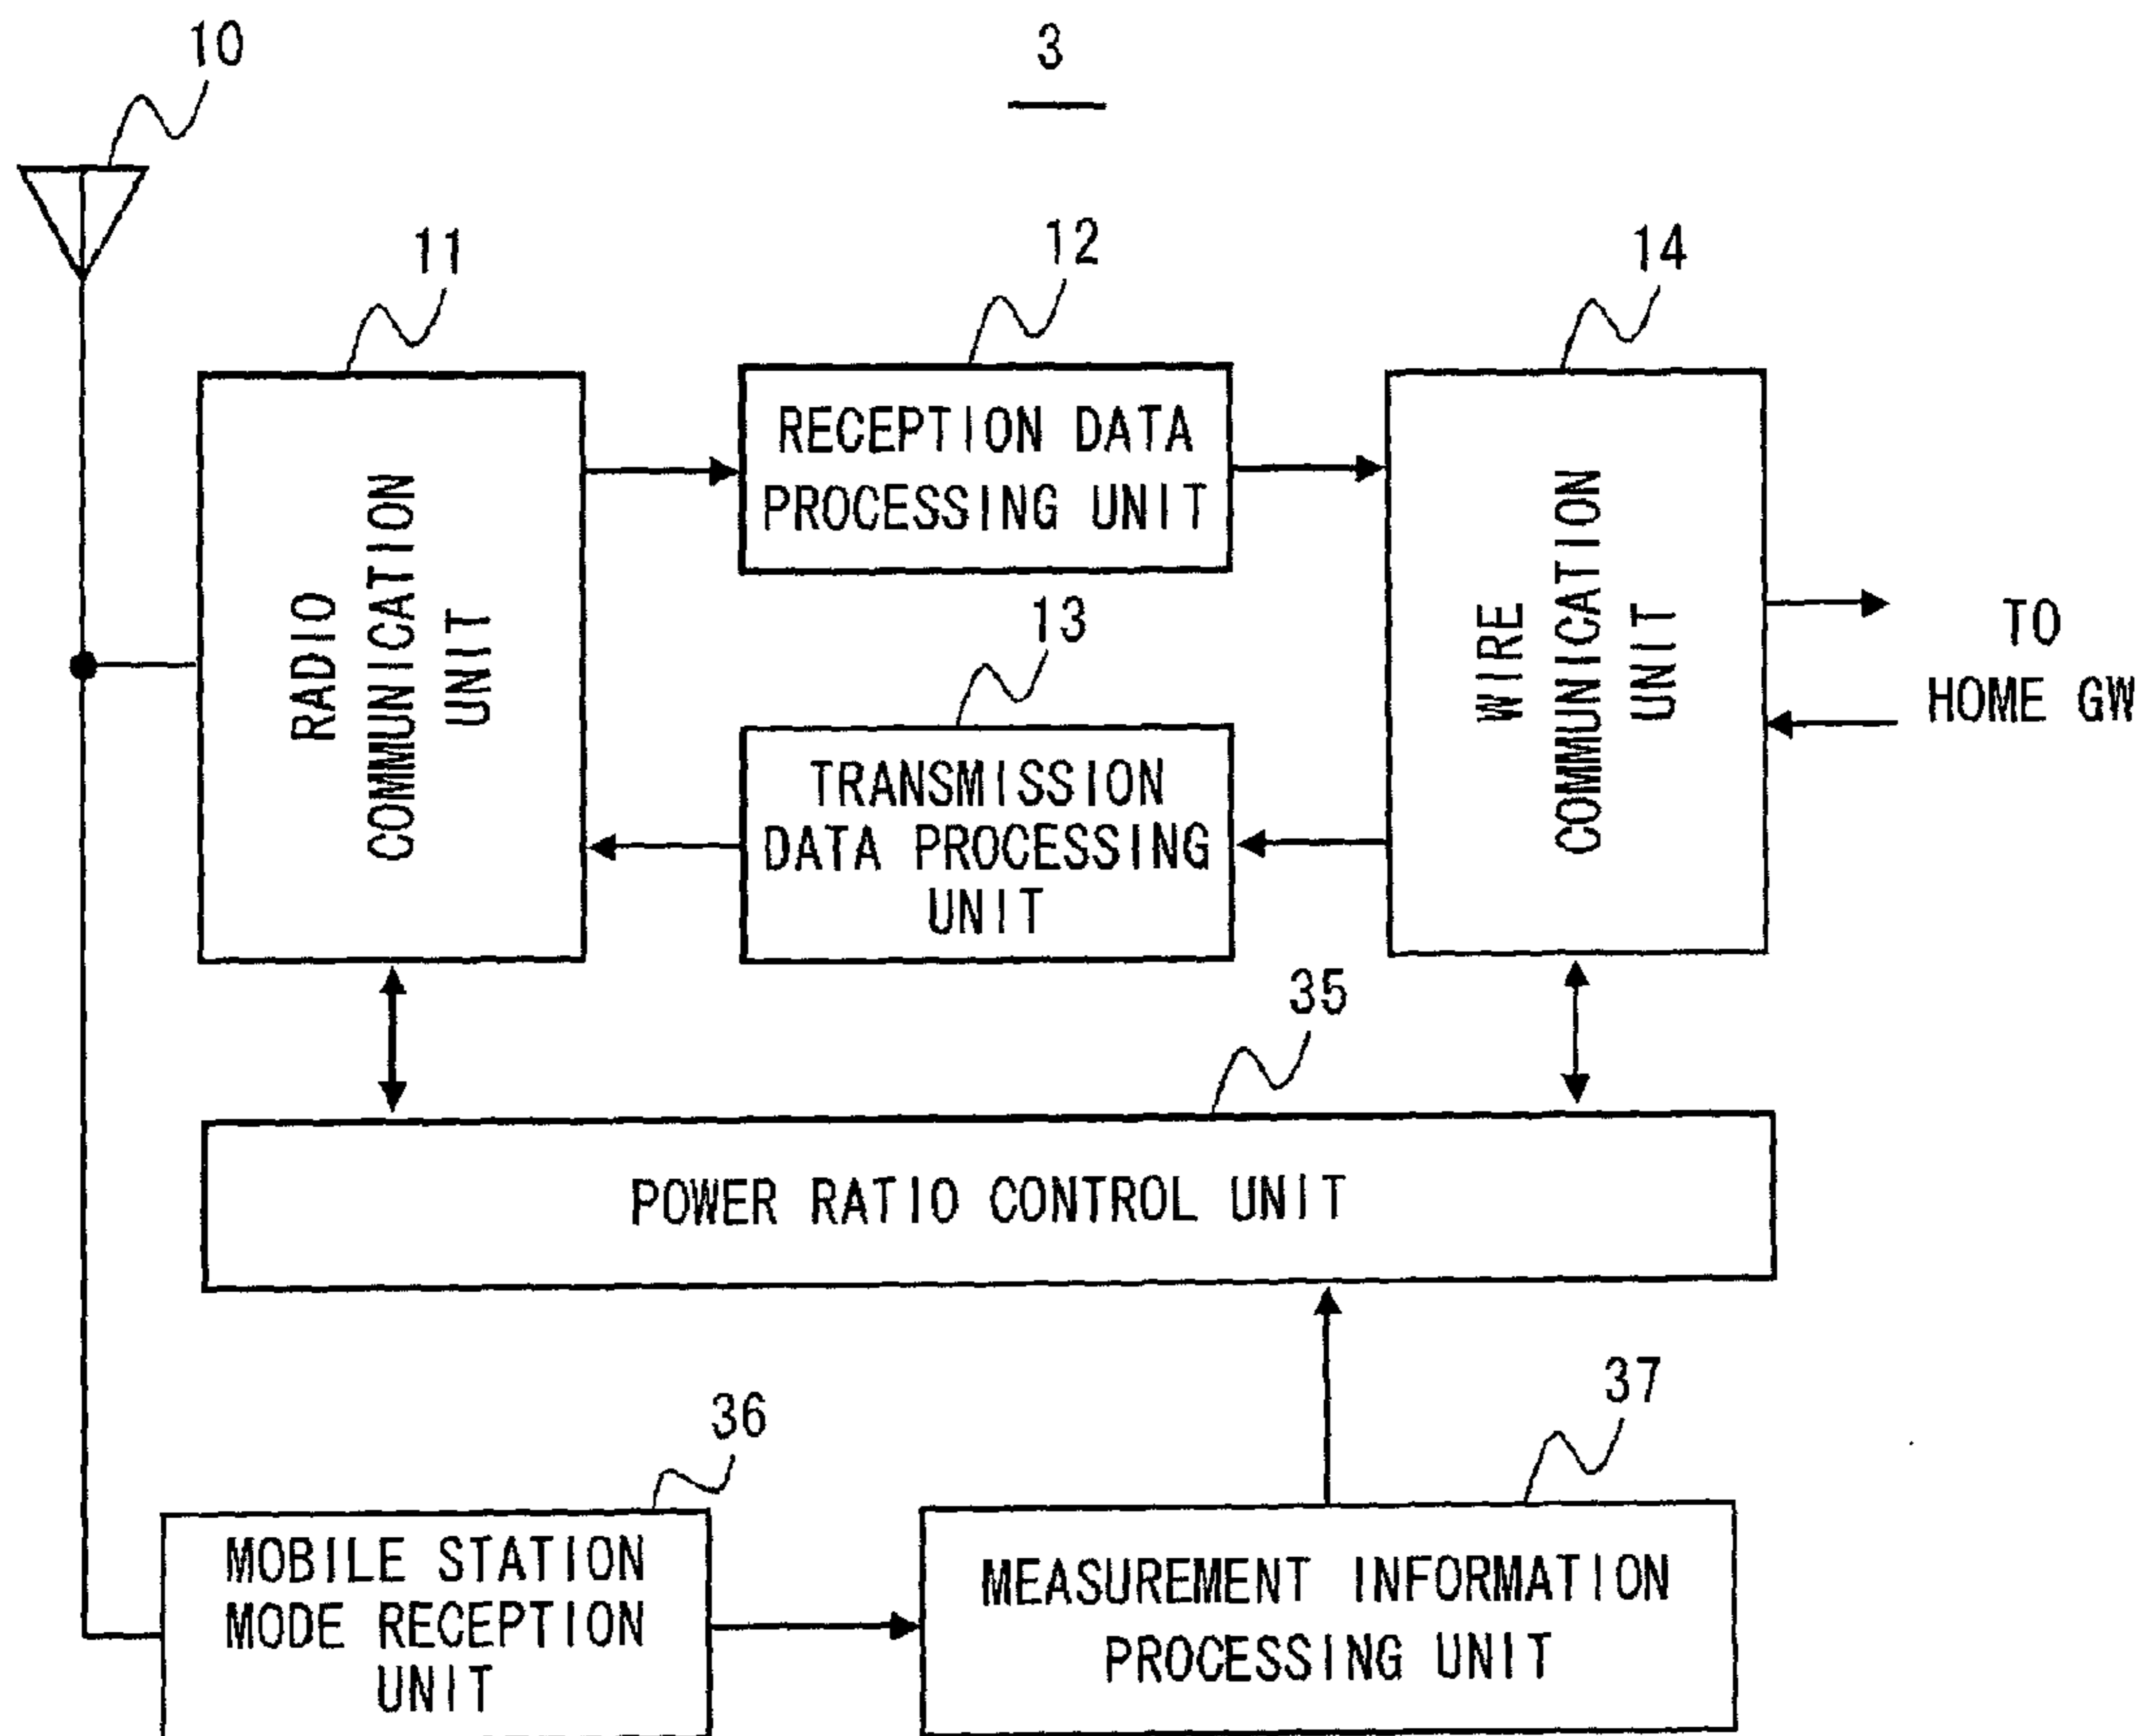 10
3
11
12
14
RECEPTION DATA
PROCESSING UNIT
RADIO
COMMUNICATION
UNIT
WIRE
COMMUNICATION
UNIT
TO
HOME GW
13
TRANSMISSION
DATA PROCESSING
UNIT
35
POWER RATIO CONTROL UNIT
36
37
MOBILE STATION
MODE RECEPTION
UNIT
MEASUREMENT INFORMATION
PROCESSING UNIT